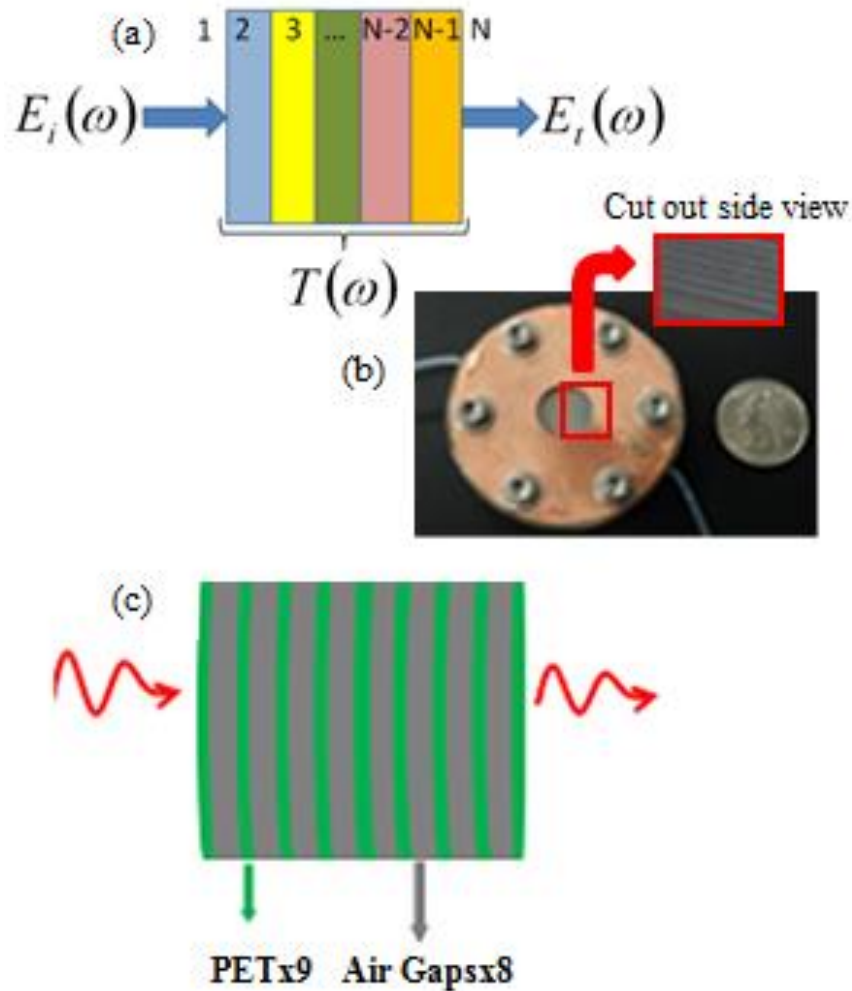 (a) 1 2 3 ... N-2 N-1 N
E_i(ω) E_t(ω)
T(ω)
Cut out side view
(b)
(c)
PETx9 Air Gapsx8